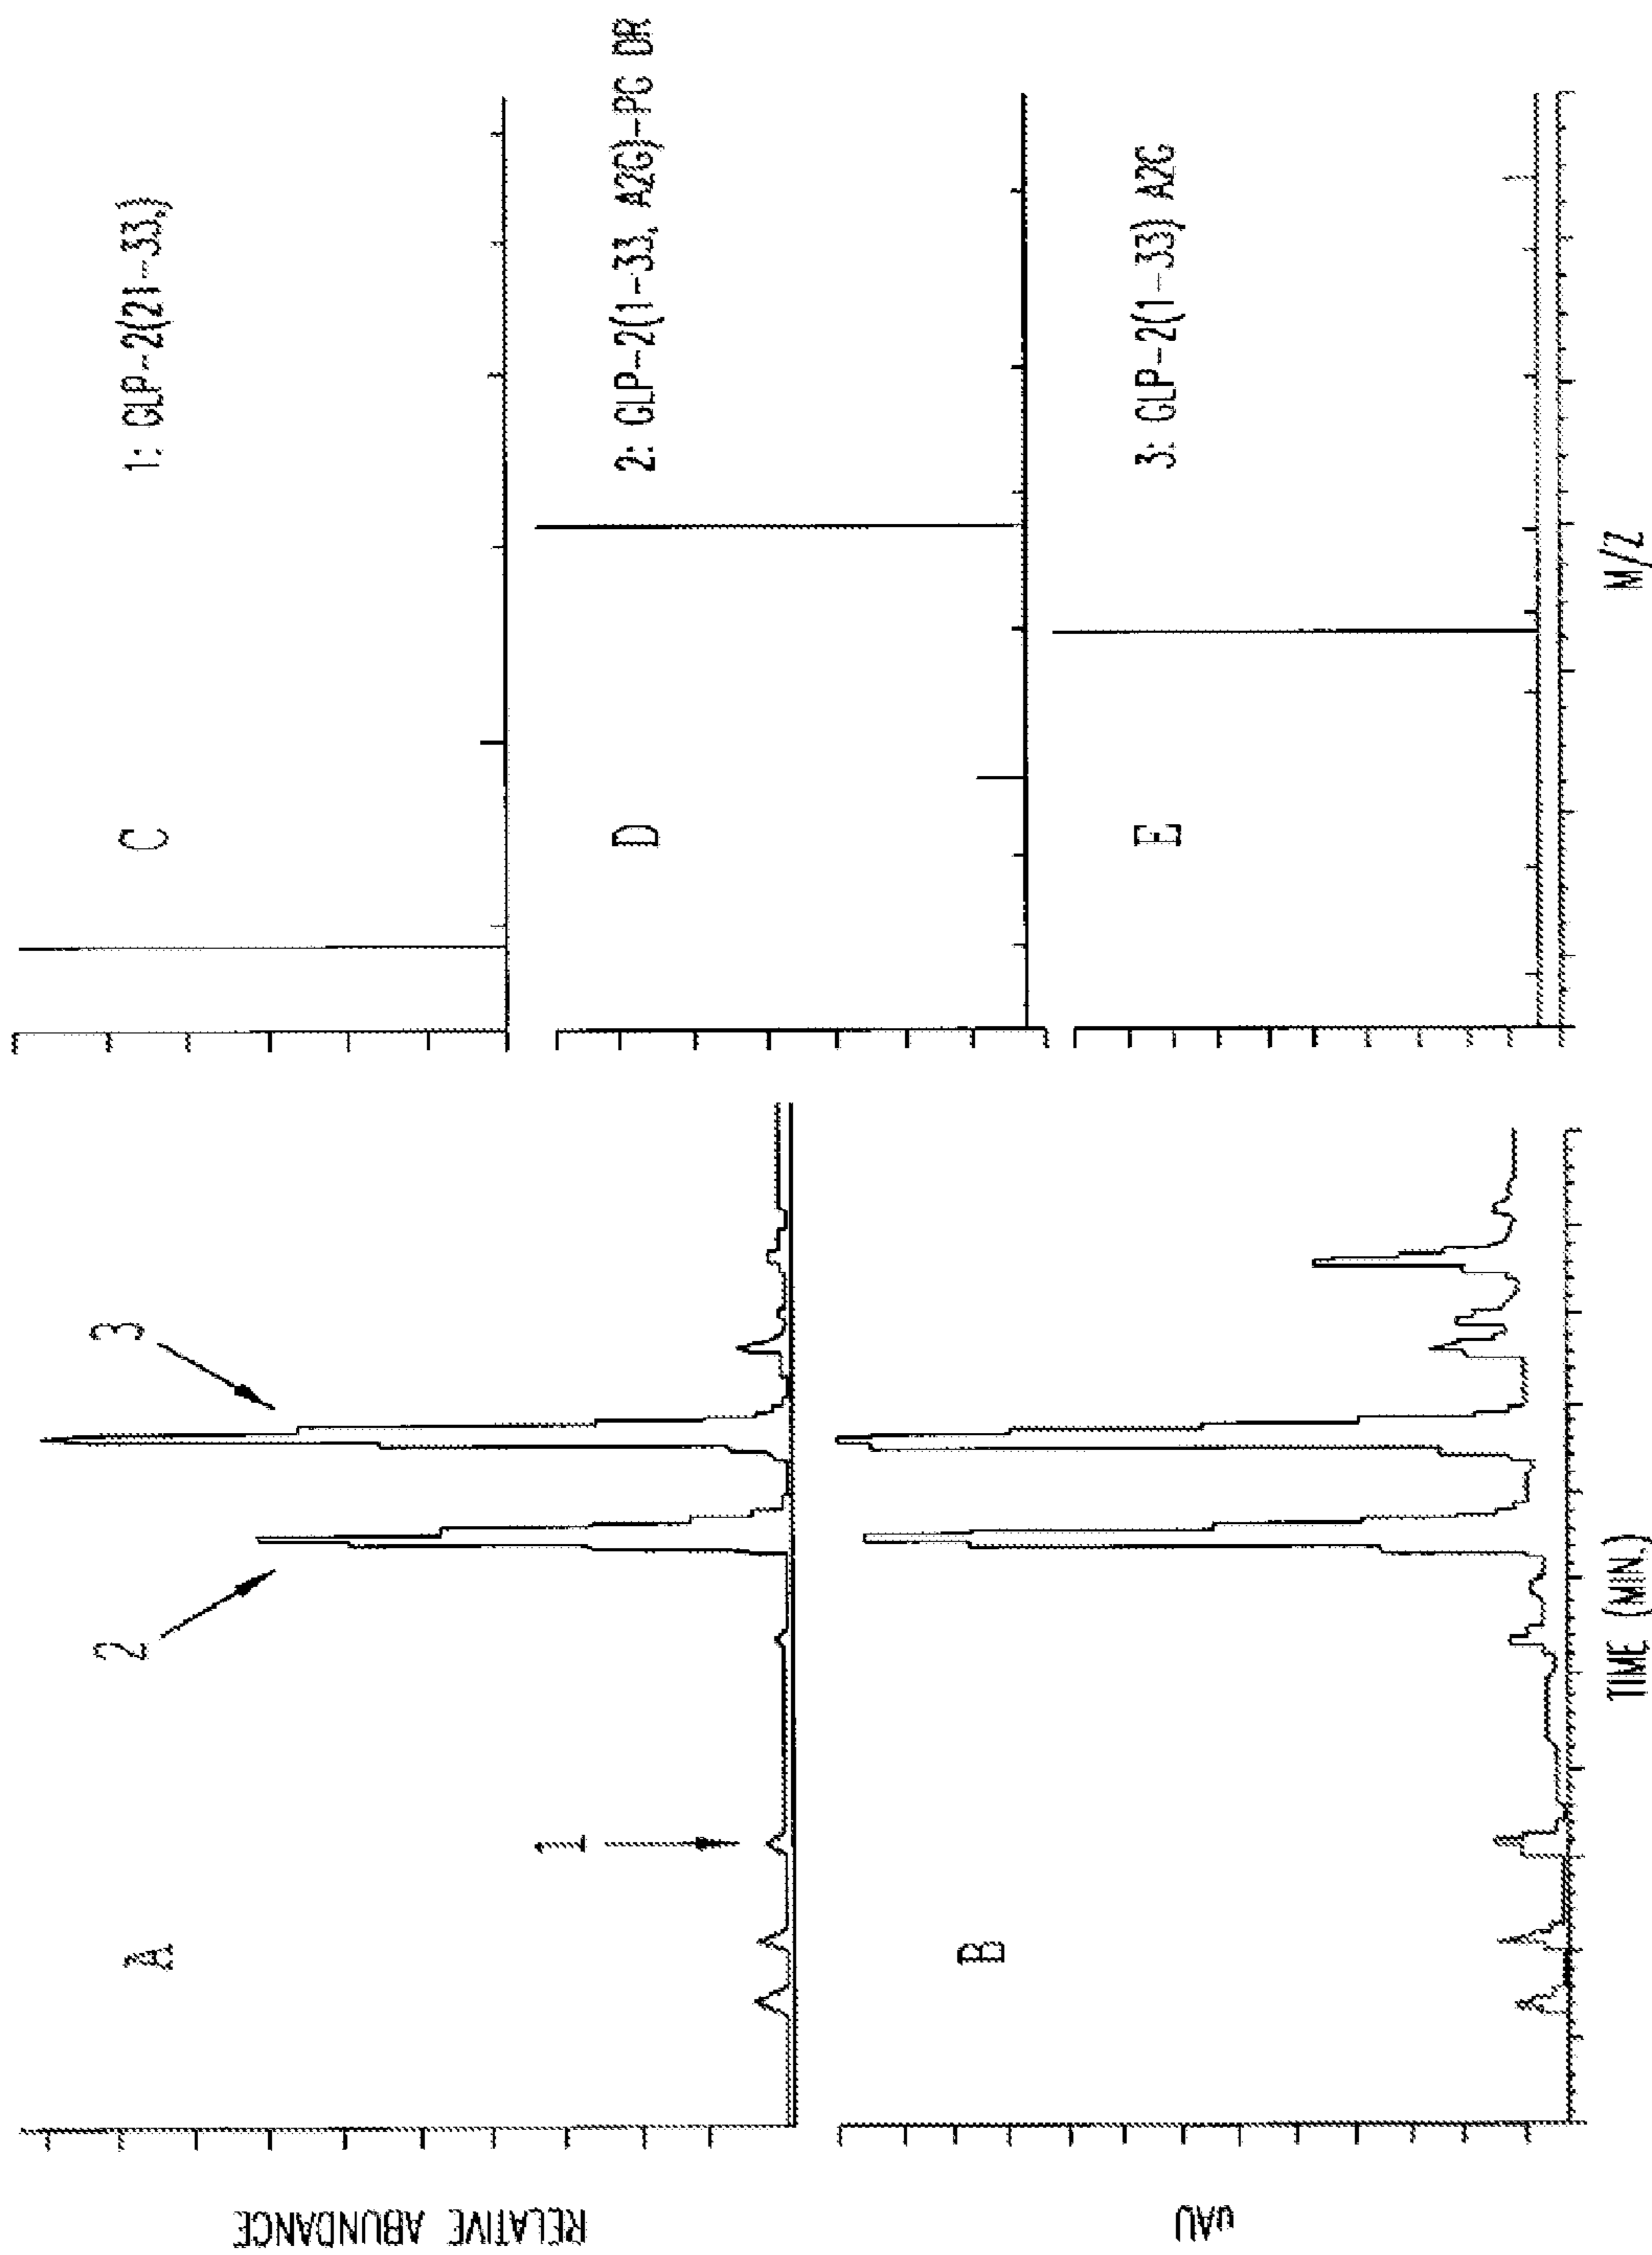 A
1
2
3
RELATIVE ABUNDANCE
B
uAU
TIME (MIN.)
C
1: GLP-2(21-33,)
D
2: GLP-2(1-33, A2G)-PG DR
E
3: GLP-2(1-33) A2G
M/Z